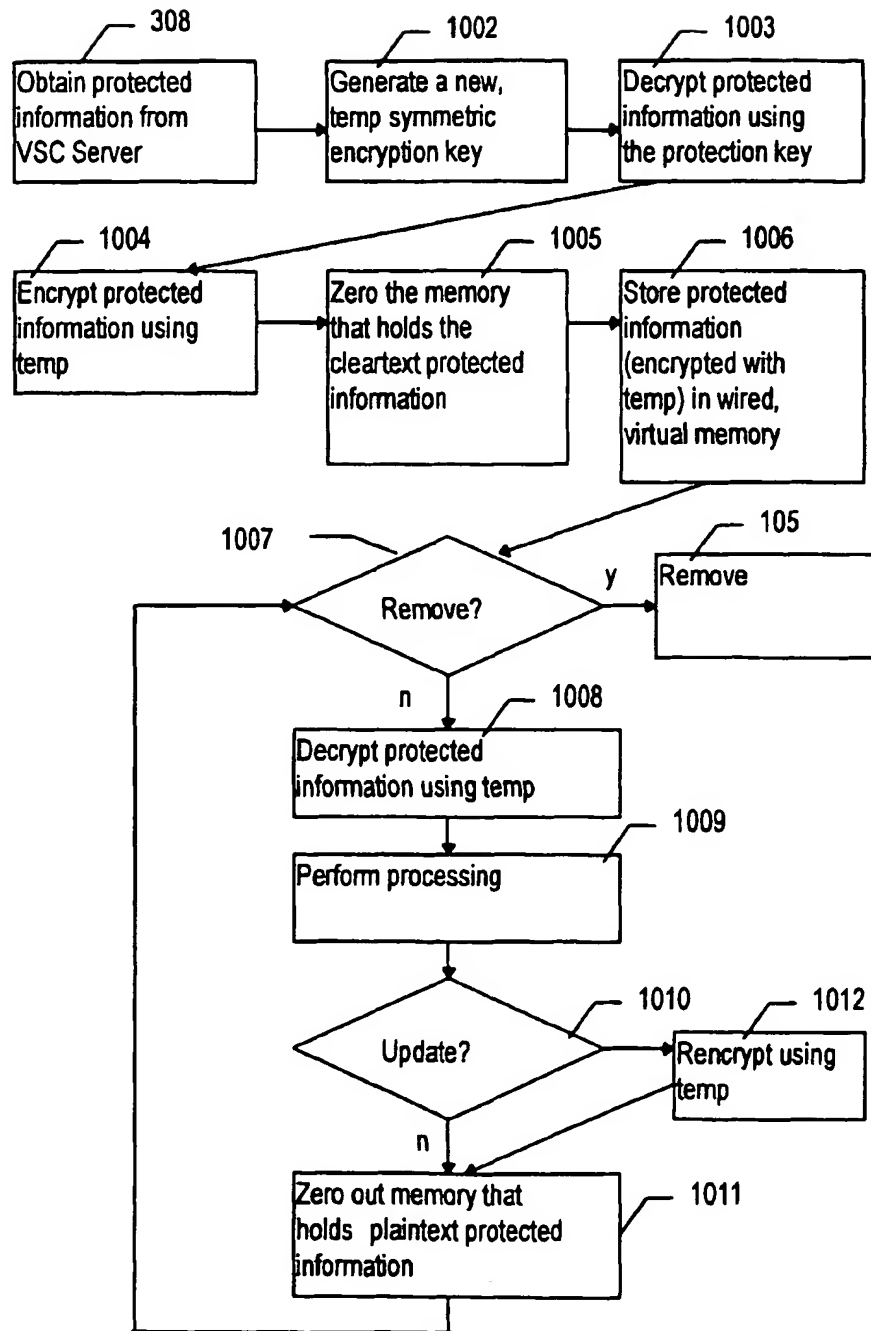 308
Obtain protected
information from
VSC Server
1002
Generate a new,
temp symmetric
encryption key
1003
Decrypt protected
information using
the protection key
1004
Encrypt protected
information using
temp
1005
Zero the memory
that holds the
cleartext protected
information
1006
Store protected
information
(encrypted with
temp) in wired,
virtual memory
1007
Remove?
y
105
Remove
n
1008
Decrypt protected
information using temp
1009
Perform processing
1010
Update?
1012
Rencrypt using
temp
n
1011
Zero out memory that
holds plaintext protected
information